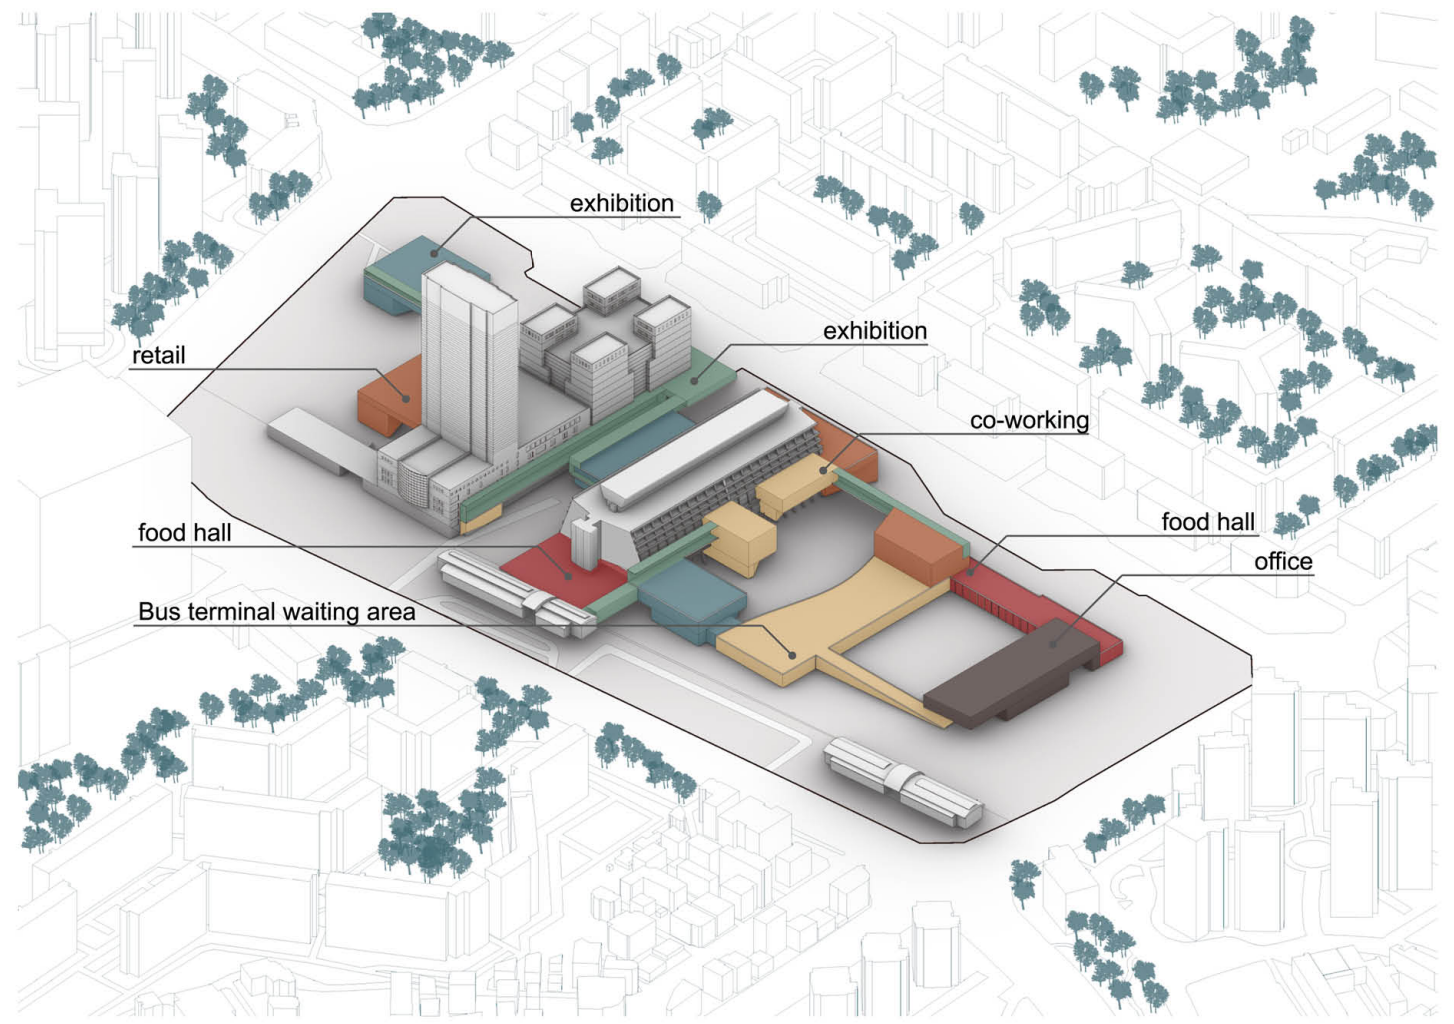 exhibition
exhibition
retail
co-working
food hall
food hall
office
Bus terminal waiting area